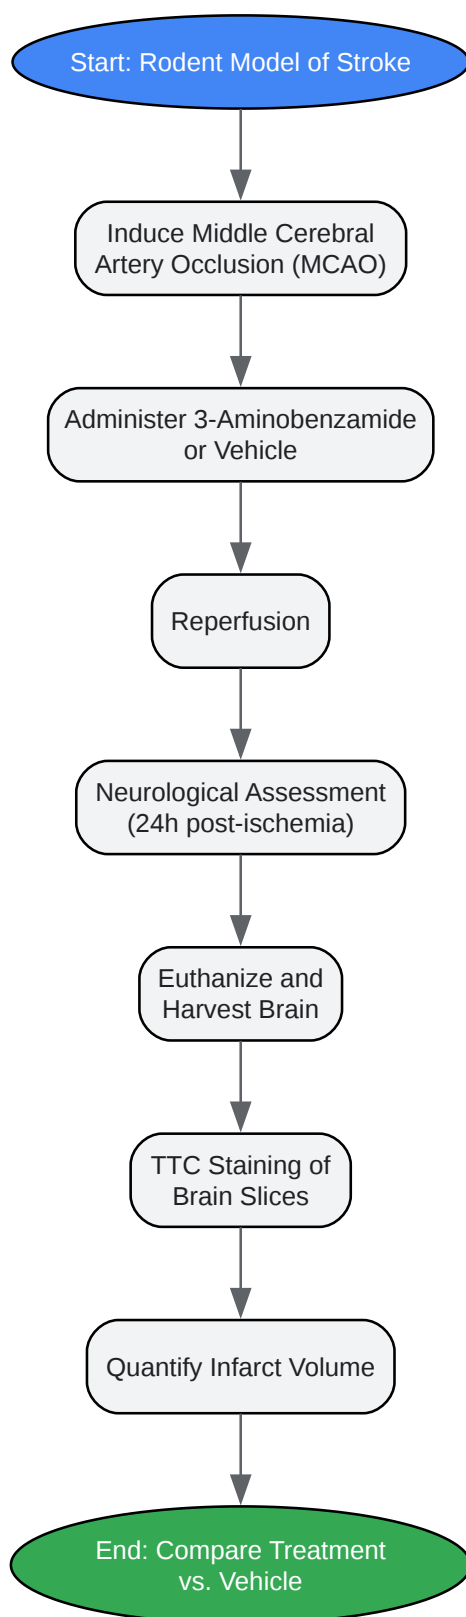 Start: Rodent Model of Stroke
Induce Middle Cerebral
Artery Occlusion (MCAO)
Administer 3-Aminobenzamide
or Vehicle
Reperfusion
Neurological Assessment
(24h post-ischemia)
Euthanize and
Harvest Brain
TTC Staining of
Brain Slices
Quantify Infarct Volume
End: Compare Treatment
vs. Vehicle